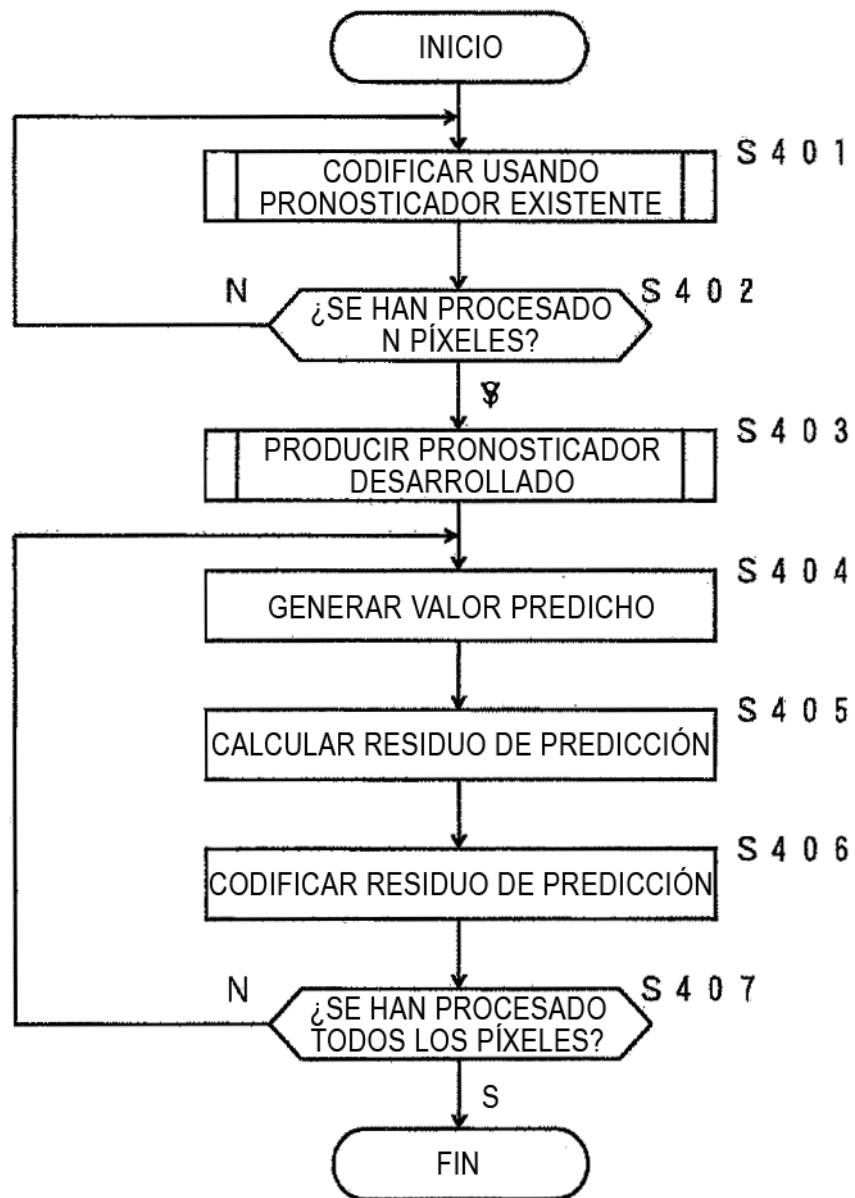 INICIO
S401
CODIFICAR USANDO
PRONOSTICADOR EXISTENTE
N
S402
¿SE HAN PROCESADO
N PÍXELES?
S403
PRODUCIR PRONOSTICADOR
DESARROLLADO
S404
GENERAR VALOR PREDICHO
S405
CALCULAR RESIDUO DE PREDICCIÓN
S406
CODIFICAR RESIDUO DE PREDICCIÓN
N
S407
¿SE HAN PROCESADO
TODOS LOS PÍXELES?
S
FIN